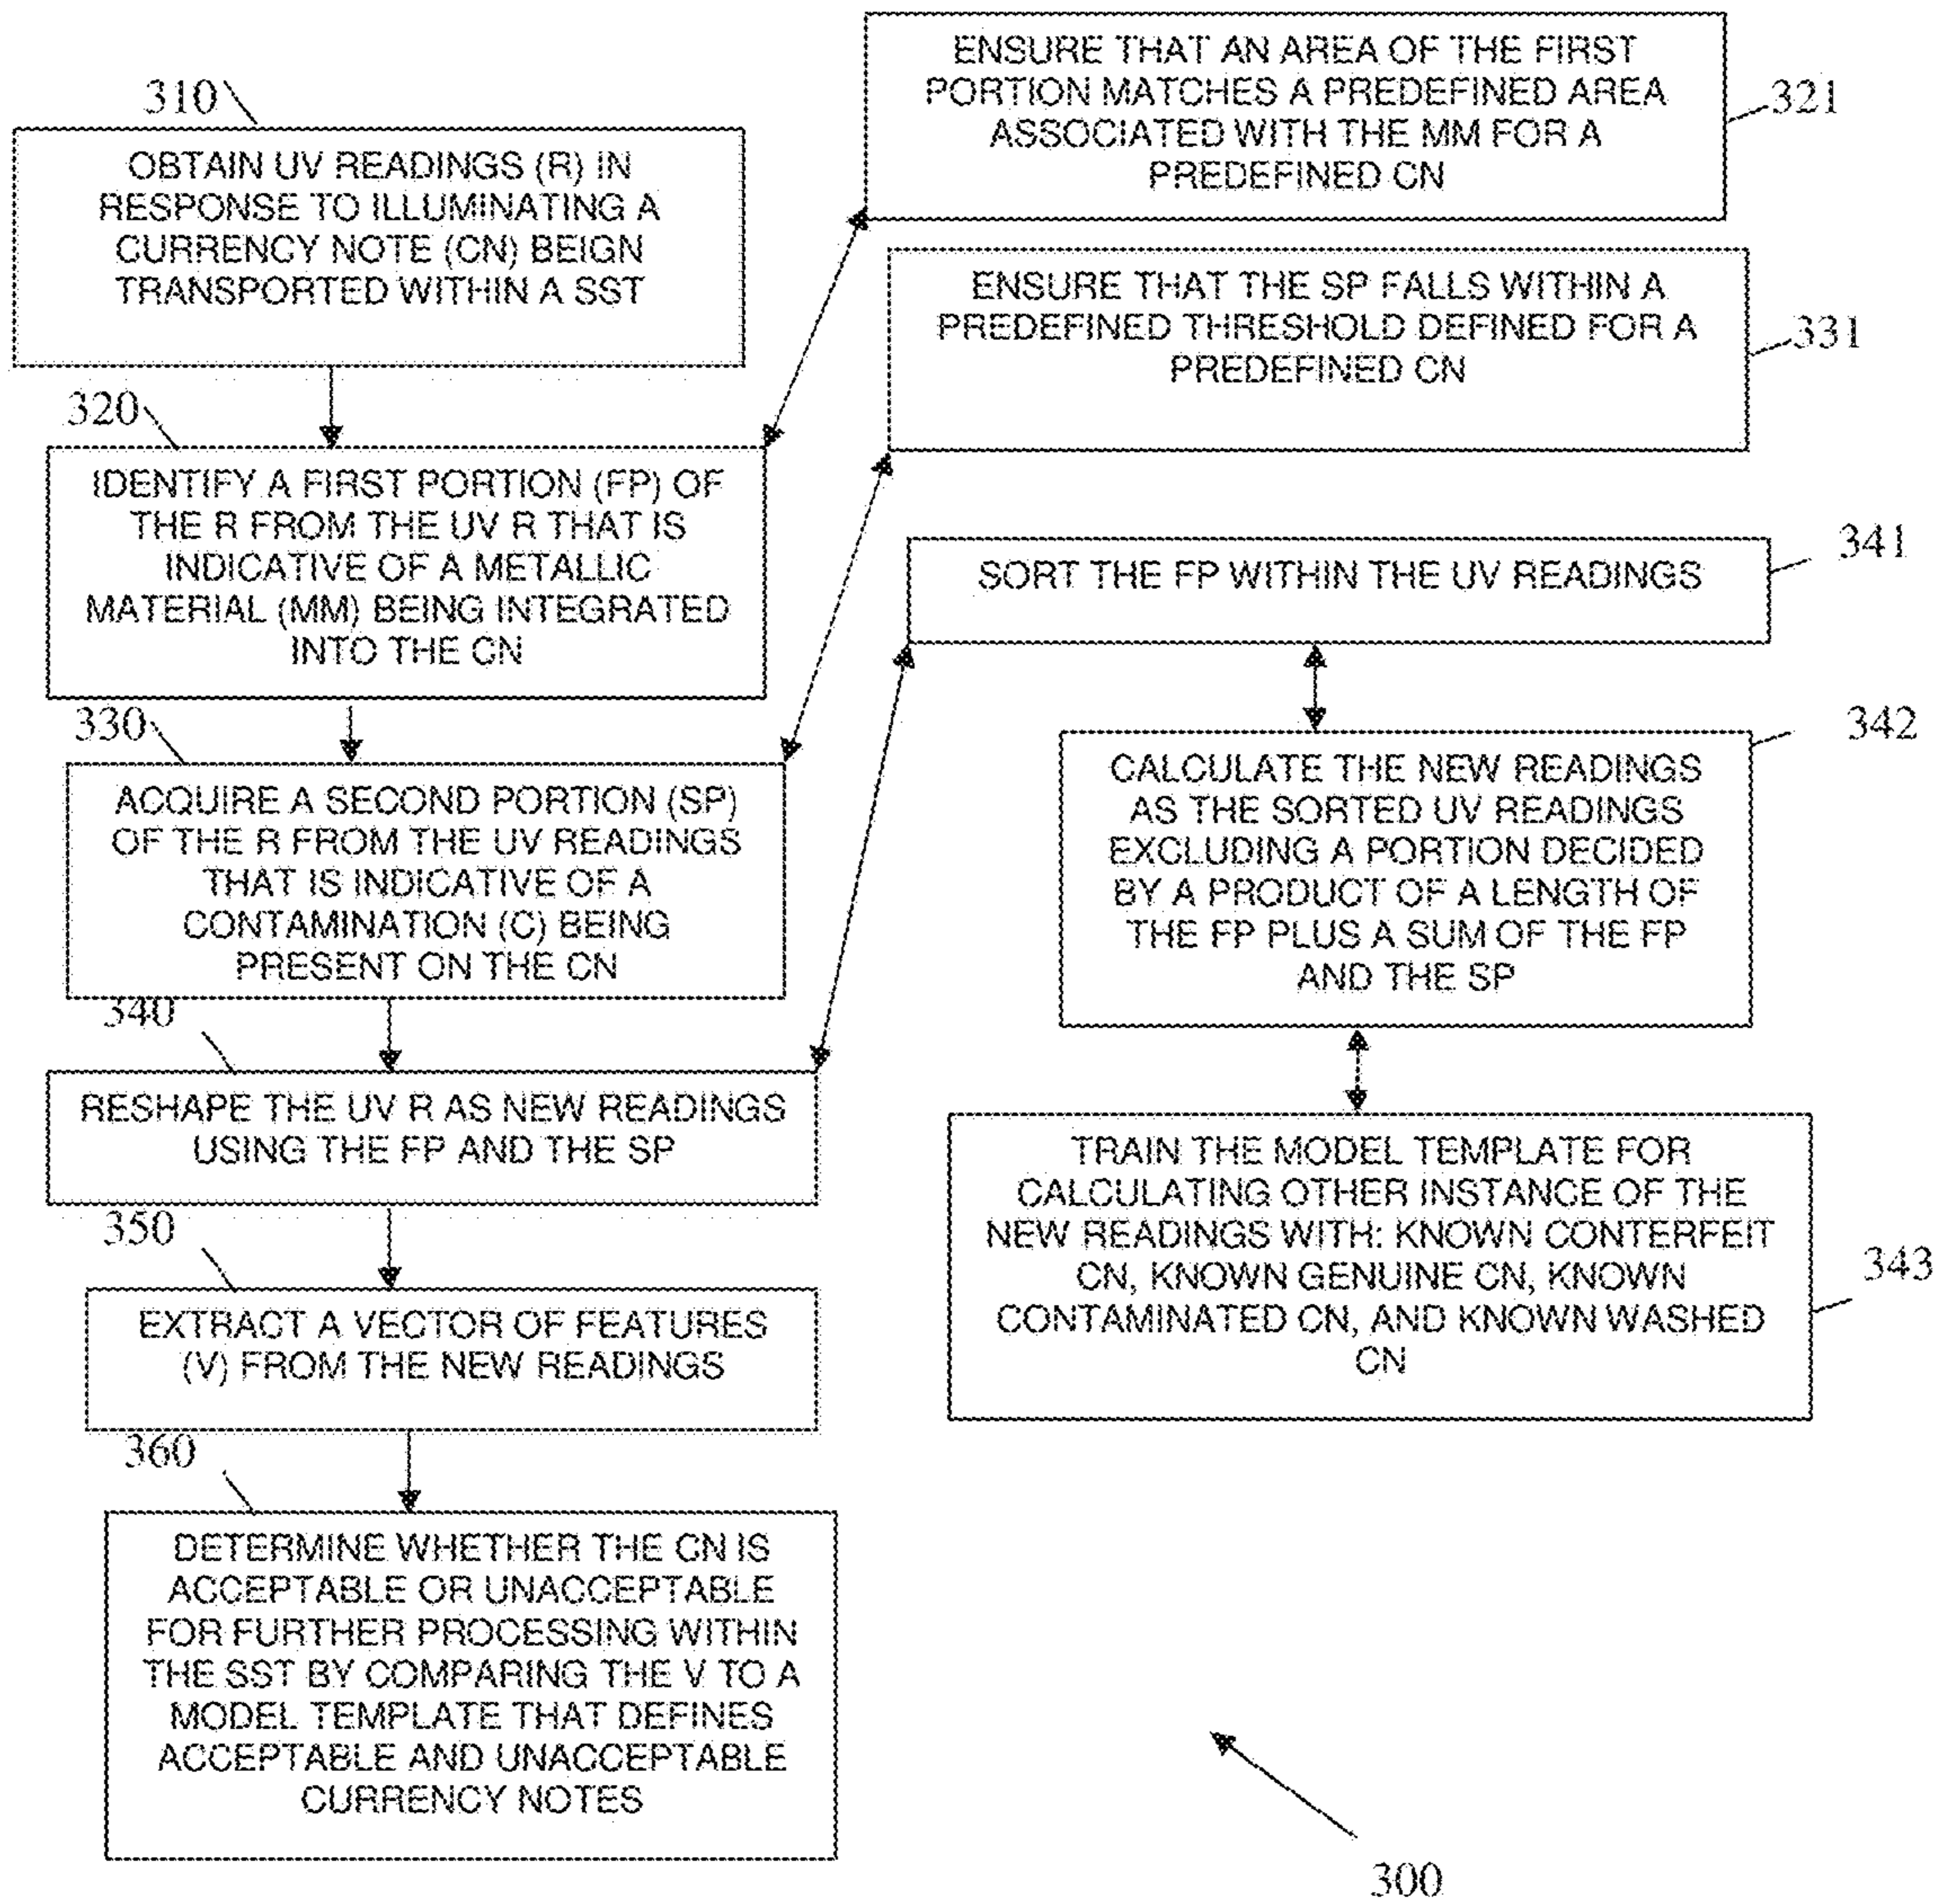 310
OBTAIN UV READINGS (R) IN
RESPONSE TO ILLUMINATING A
CURRENCY NOTE (CN) BEIGN
TRANSPORTED WITHIN A SST
320
IDENTIFY A FIRST PORTION (FP) OF
THE R FROM THE UV R THAT IS
INDICATIVE OF A METALLIC
MATERIAL (MM) BEING INTEGRATED
INTO THE CN
330
ACQUIRE A SECOND PORTION (SP)
OF THE R FROM THE UV READINGS
THAT IS INDICATIVE OF A
CONTAMINATION (C) BEING
PRESENT ON THE CN
340
RESHAPE THE UV R AS NEW READINGS
USING THE FP AND THE SP
350
EXTRACT A VECTOR OF FEATURES
(V) FROM THE NEW READINGS
360
DETERMINE WHETHER THE CN IS
ACCEPTABLE OR UNACCEPTABLE
FOR FURTHER PROCESSING WITHIN
THE SST BY COMPARING THE V TO A
MODEL TEMPLATE THAT DEFINES
ACCEPTABLE AND UNACCEPTABLE
CURRENCY NOTES
ENSURE THAT AN AREA OF THE FIRST
PORTION MATCHES A PREDEFINED AREA
ASSOCIATED WITH THE MM FOR A
PREDEFINED CN
321
ENSURE THAT THE SP FALLS WITHIN A
PREDEFINED THRESHOLD DEFINED FOR A
PREDEFINED CN
331
SORT THE FP WITHIN THE UV READINGS
341
CALCULATE THE NEW READINGS
AS THE SORTED UV READINGS
EXCLUDING A PORTION DECIDED
BY A PRODUCT OF A LENGTH OF
THE FP PLUS A SUM OF THE FP
AND THE SP
342
TRAIN THE MODEL TEMPLATE FOR
CALCULATING OTHER INSTANCE OF THE
NEW READINGS WITH: KNOWN CONTERFEIT
CN, KNOWN GENUINE CN, KNOWN
CONTAMINATED CN, AND KNOWN WASHED
CN
343
300